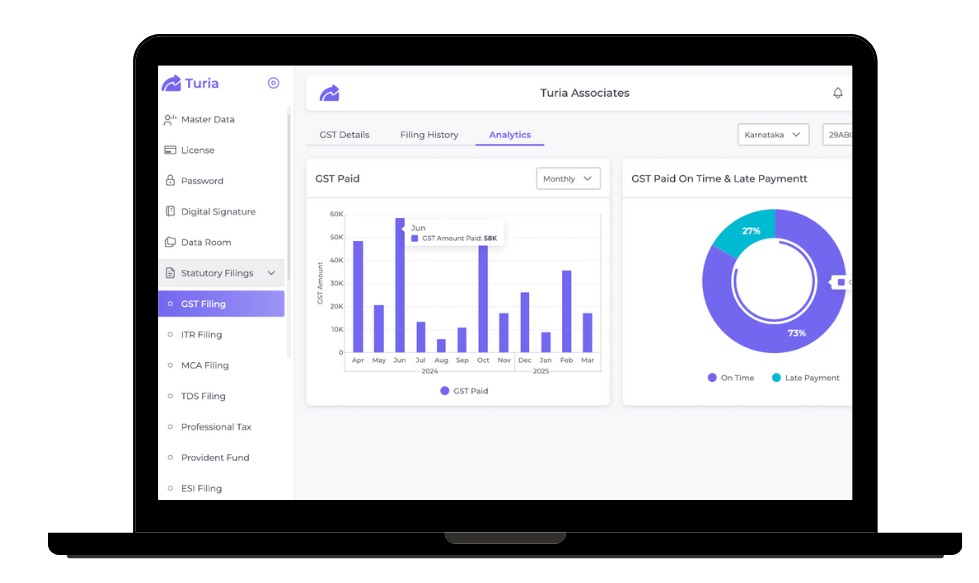 Turia
Master Data
License
Password
Digital Signature
Data Room
Statutory Filings
GST Filing
ITR Filing
MCA Filing
TDS Filing
Professional Tax
Provident Fund
ESI Filing
Turia Associates
GST Details
Filing History
Analytics
Karnataka
29AB
GST Paid
Monthly
60K
50K
40K
30K
20K
10K
0
GST Amount
Jun
GST Amount Paid: 58K
Apr May Jun Jul Aug Sep Oct Nov Dec Jan Feb Mar
2024 2025
GST Paid
GST Paid On Time & Late Paymentt
27%
73%
On Time
Late Payment